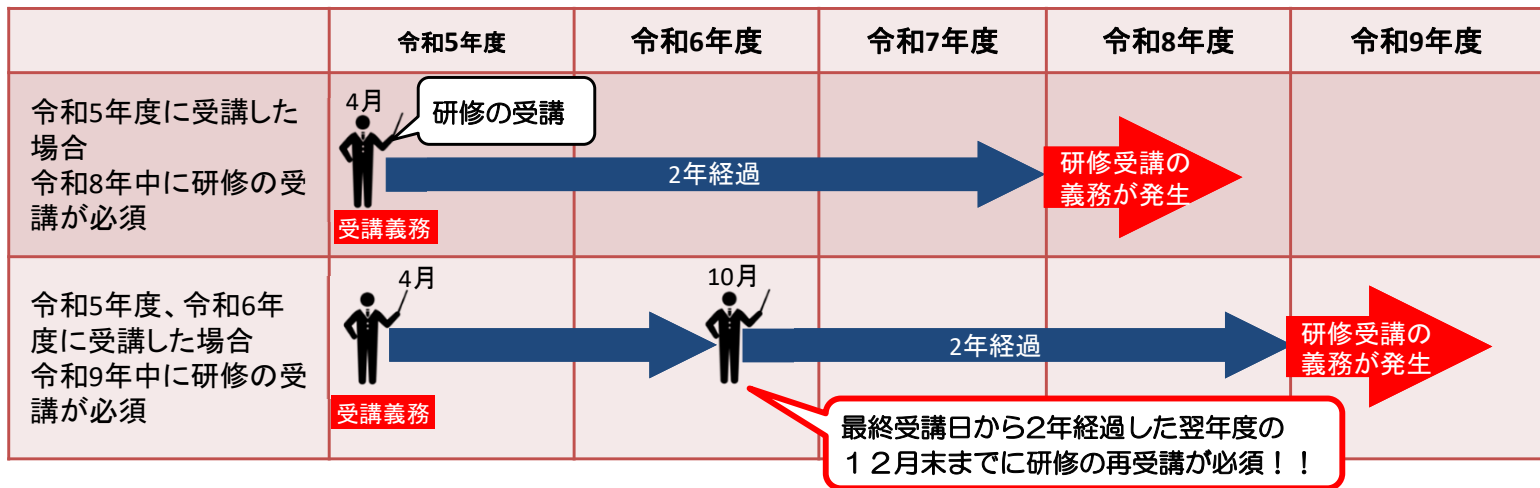 令和5年度
令和6年度
令和7年度
令和8年度
令和9年度
令和5年度に受講した
場合
令和8年中に研修の受
講が必須
4月
研修の受講
2年経過
研修受講の
義務が発生
受講義務
令和5年度、令和6年
度に受講した場合
令和9年中に研修の受
講が必須
4月
10月
2年経過
研修受講の
義務が発生
受講義務
最終受講日から2年経過した翌年度の
１２月末までに研修の再受講が必須！！